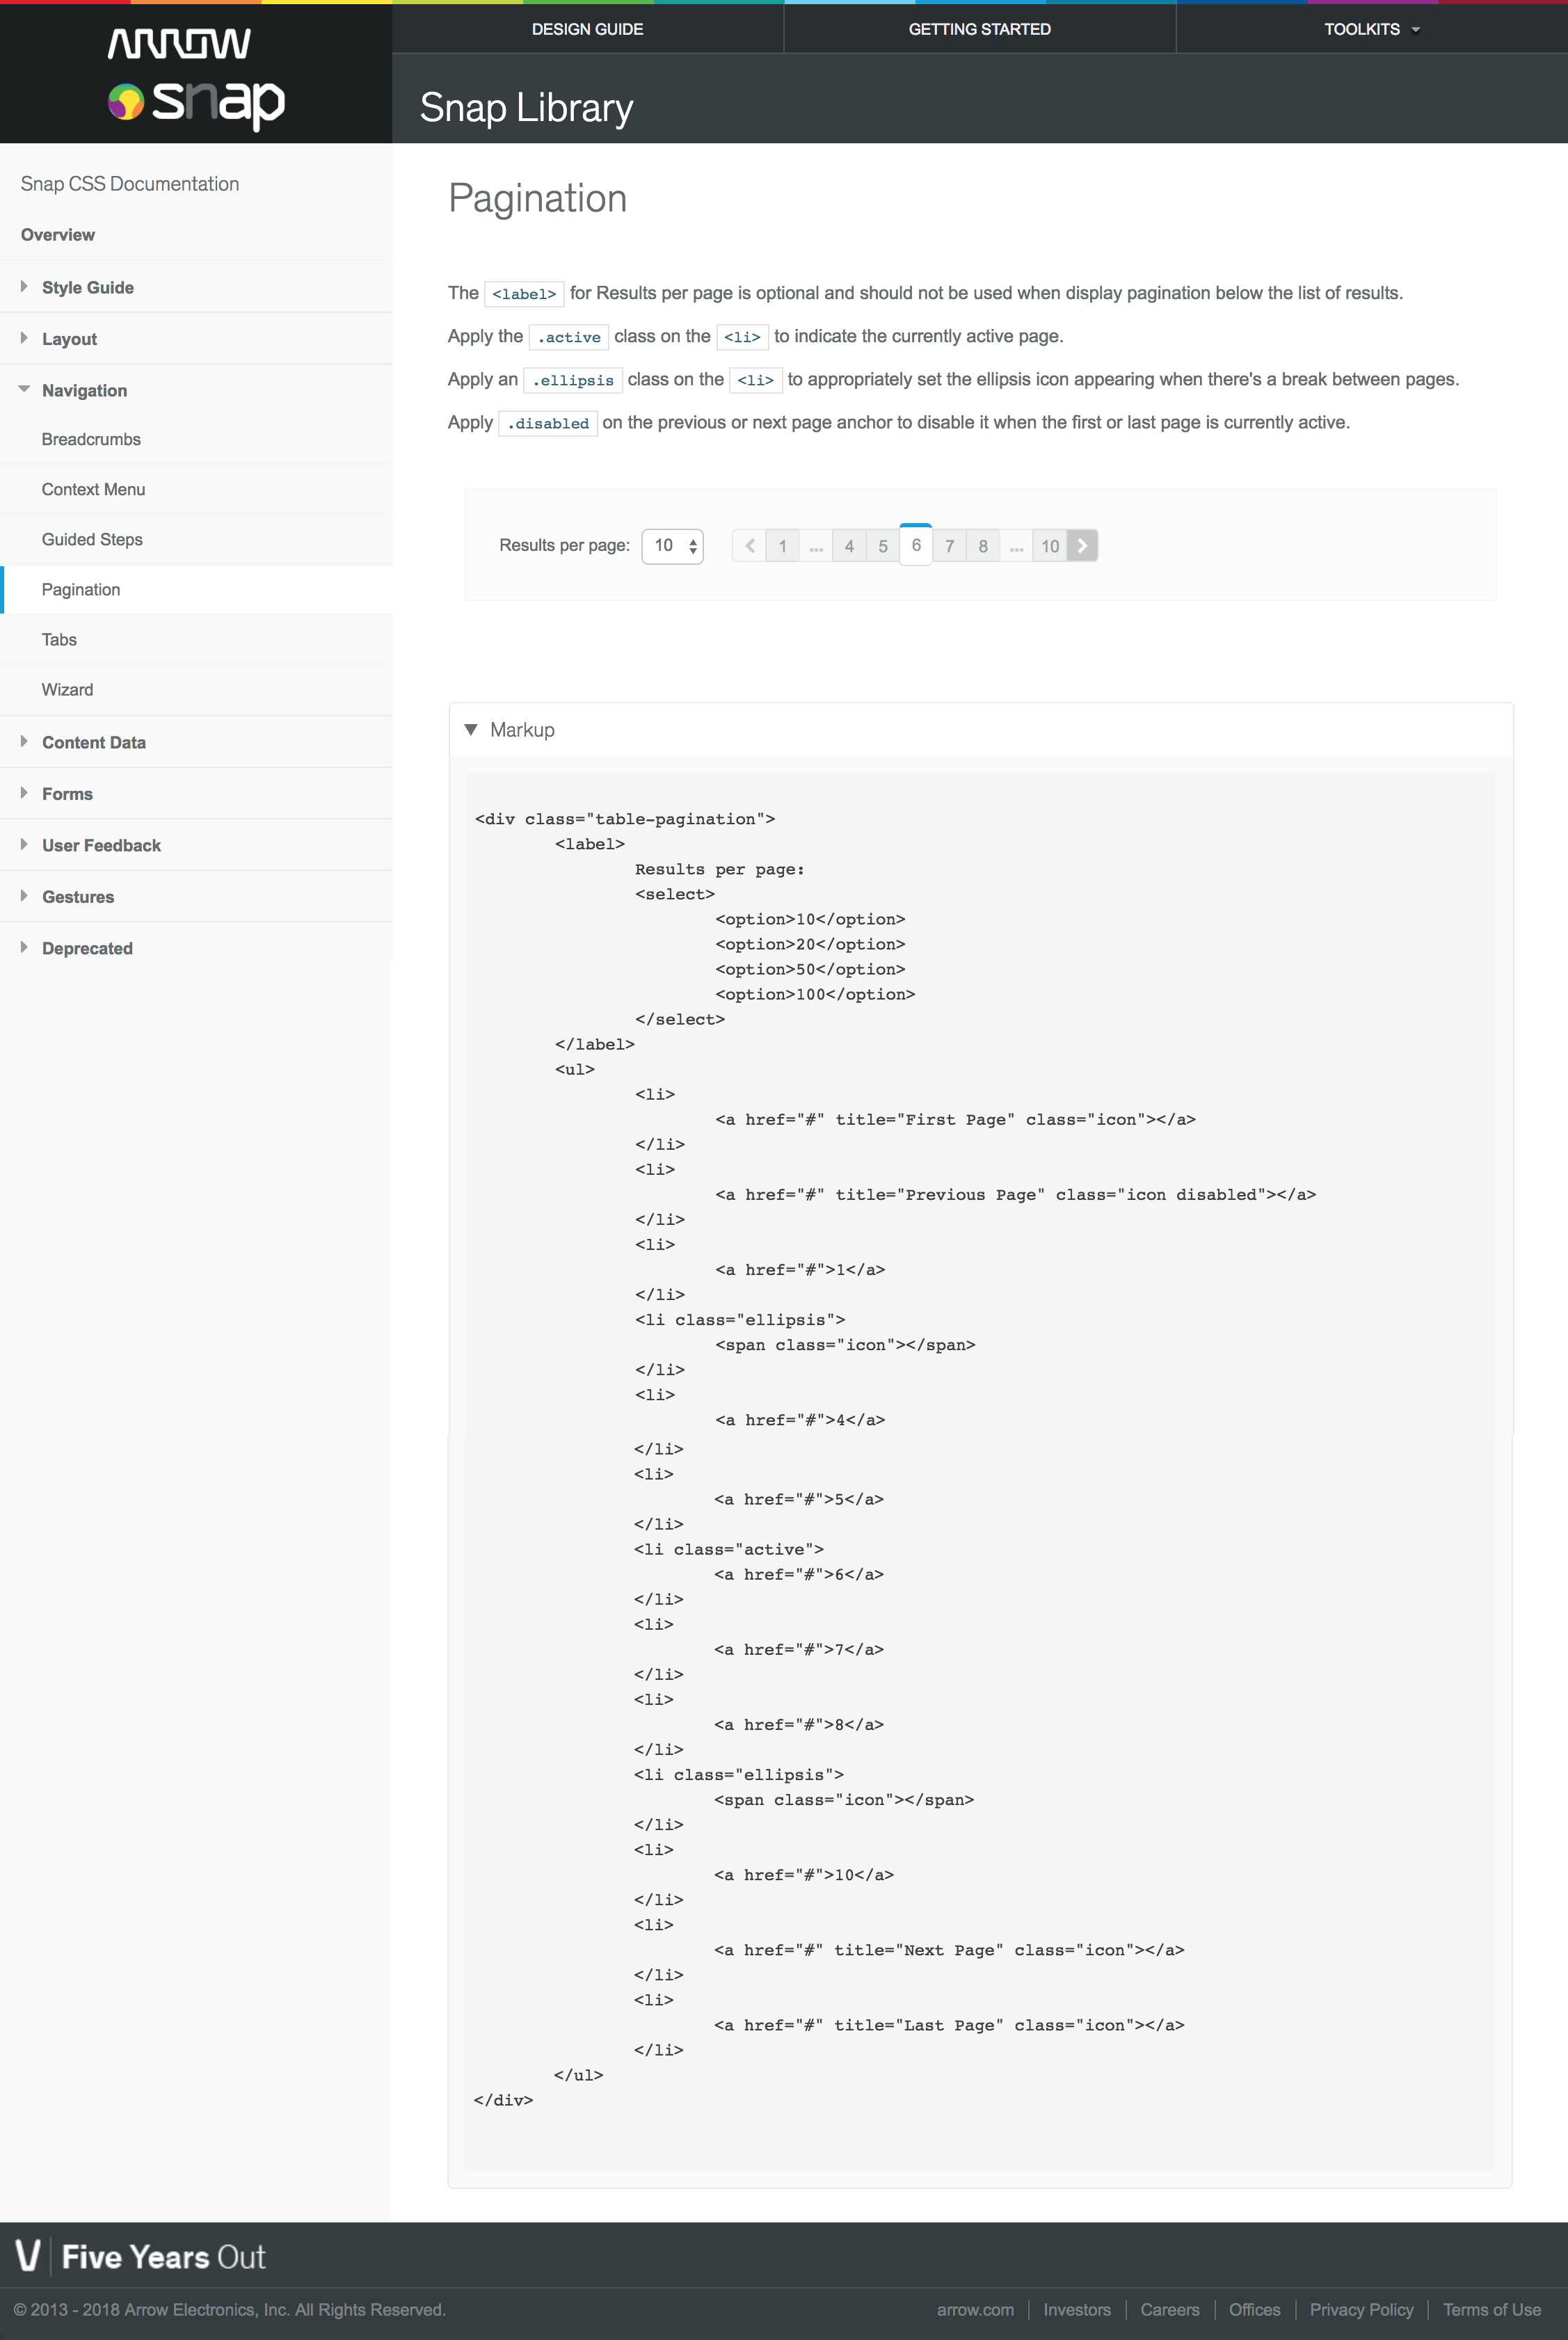 ARROW
snap
DESIGN GUIDE
GETTING STARTED
TOOLKITS
Snap Library
Snap CSS Documentation
Overview
Style Guide
Layout
Navigation
Breadcrumbs
Context Menu
Guided Steps
Pagination
Tabs
Wizard
Content Data
Forms
User Feedback
Gestures
Deprecated
Pagination
The <label> for Results per page is optional and should not be used when display pagination below the list of results.
Apply the .active class on the <li> to indicate the currently active page.
Apply an .ellipsis class on the <li> to appropriately set the ellipsis icon appearing when there's a break between pages.
Apply .disabled on the previous or next page anchor to disable it when the first or last page is currently active.
Results per page: 10 1 ... 4 5 6 7 8 ... 10
Markup
<div class="table-pagination">
<label>
Results per page:
<select>
<option>10</option>
<option>20</option>
<option>50</option>
<option>100</option>
</select>
</label>
<ul>
<li>
<a href="#" title="First Page" class="icon"></a>
</li>
<li>
<a href="#" title="Previous Page" class="icon disabled"></a>
</li>
<li>
<a href="#">1</a>
</li>
<li class="ellipsis">
<span class="icon"></span>
</li>
<li>
<a href="#">4</a>
</li>
<li>
<a href="#">5</a>
</li>
<li class="active">
<a href="#">6</a>
</li>
<li>
<a href="#">7</a>
</li>
<li>
<a href="#">8</a>
</li>
<li class="ellipsis">
<span class="icon"></span>
</li>
<li>
<a href="#">10</a>
</li>
<li>
<a href="#" title="Next Page" class="icon"></a>
</li>
<li>
<a href="#" title="Last Page" class="icon"></a>
</li>
</ul>
</div>
Five Years Out
© 2013 - 2018 Arrow Electronics, Inc. All Rights Reserved.
arrow.com | Investors | Careers | Offices | Privacy Policy | Terms of Use